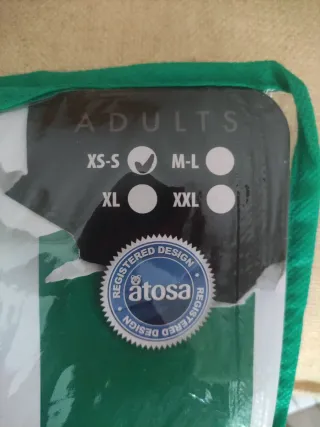 ADULTS
XS-S M-L
XL XXL
REGISTERED DESIGN
atosa
REGISTERED DESIGN